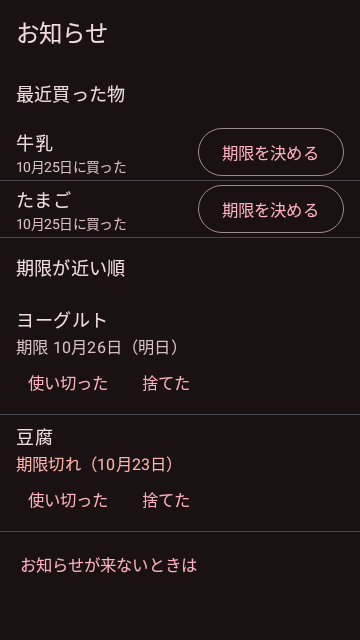 お知らせ
最近買った物
牛乳
10月25日に買った
期限を決める
たまご
10月25日に買った
期限を決める
期限が近い順
ヨーグルト
期限 10月26日（明日）
使い切った 捨てた
豆腐
期限切れ（10月23日）
使い切った 捨てた
お知らせが来ないときは